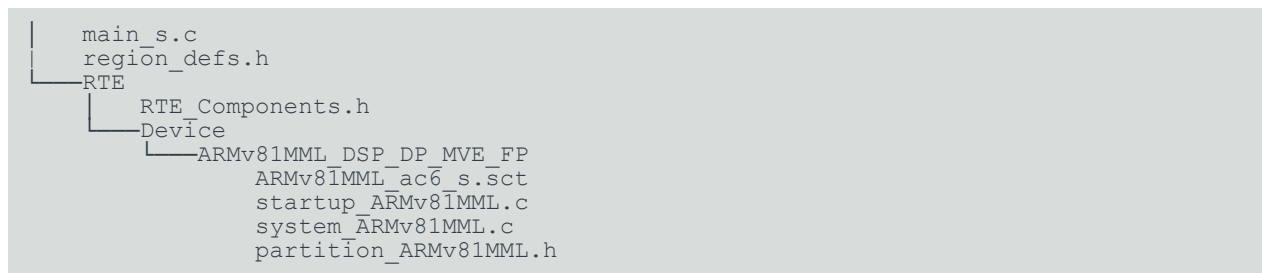 │   main_s.c
│   region_defs.h
└───RTE
    │   RTE_Components.h
    └───Device
        └───ARMv81MML_DSP_DP_MVE_FP
                ARMv81MML_ac6_s.sct
                startup_ARMv81MML.c
                system_ARMv81MML.c
                partition_ARMv81MML.h